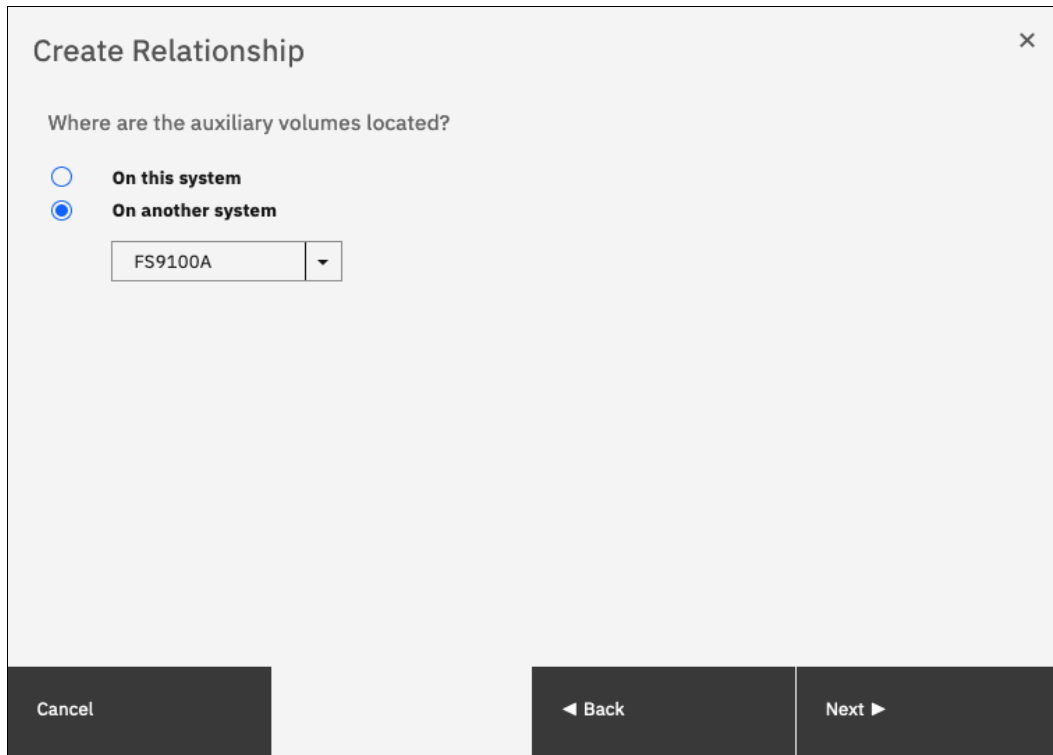 Create Relationship
Where are the auxiliary volumes located?
On this system
On another system
FS9100A
Cancel
Back
Next